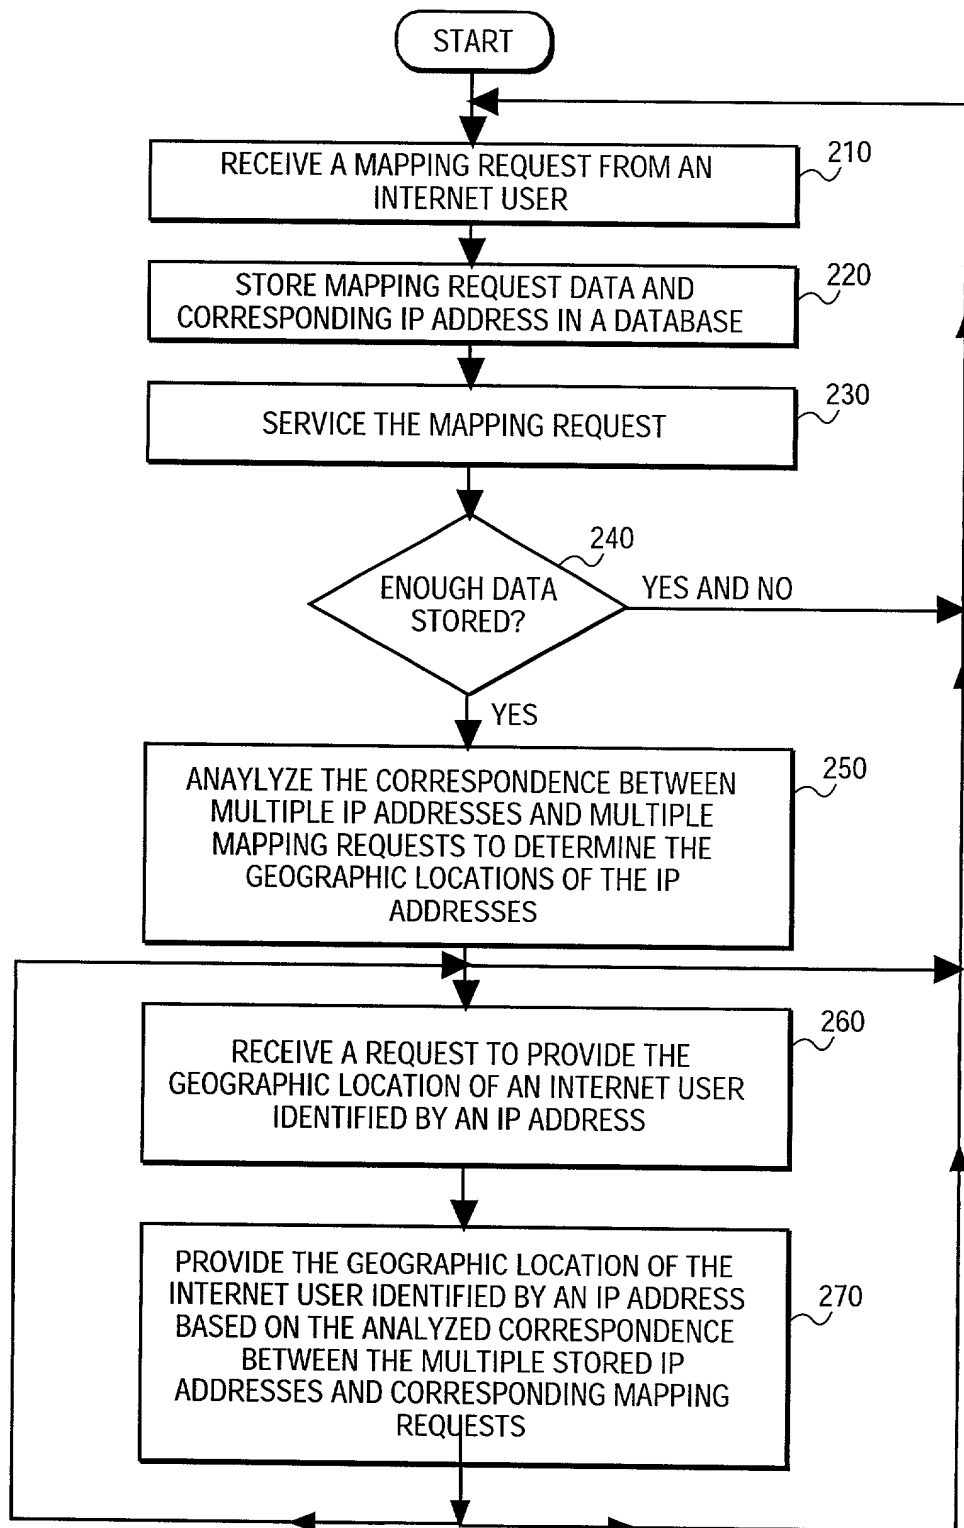 START
RECEIVE A MAPPING REQUEST FROM AN
INTERNET USER
210
STORE MAPPING REQUEST DATA AND
CORRESPONDING IP ADDRESS IN A DATABASE
220
SERVICE THE MAPPING REQUEST
230
ENOUGH DATA
STORED?
240
YES AND NO
YES
ANAYLYZE THE CORRESPONDENCE BETWEEN
MULTIPLE IP ADDRESSES AND MULTIPLE
MAPPING REQUESTS TO DETERMINE THE
GEOGRAPHIC LOCATIONS OF THE IP
ADDRESSES
250
RECEIVE A REQUEST TO PROVIDE THE
GEOGRAPHIC LOCATION OF AN INTERNET USER
IDENTIFIED BY AN IP ADDRESS
260
PROVIDE THE GEOGRAPHIC LOCATION OF THE
INTERNET USER IDENTIFIED BY AN IP ADDRESS
BASED ON THE ANALYZED CORRESPONDENCE
BETWEEN THE MULTIPLE STORED IP
ADDRESSES AND CORRESPONDING MAPPING
REQUESTS
270